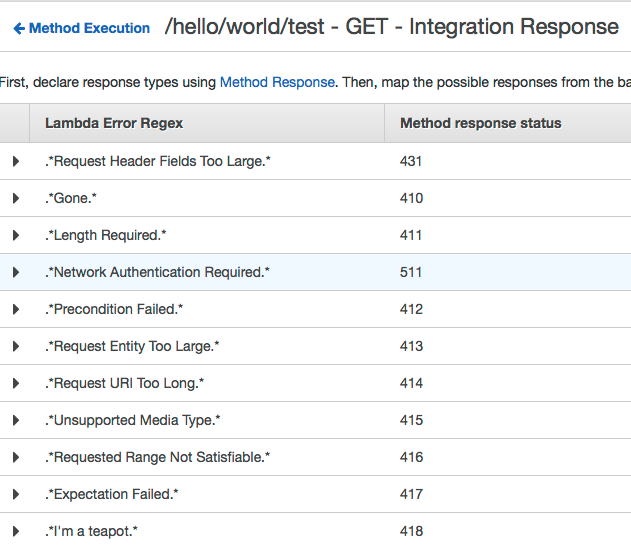 ← Method Execution /hello/world/test - GET - Integration Response
First, declare response types using Method Response. Then, map the possible responses from the ba
Lambda Error Regex Method response status
.*Request Header Fields Too Large.* 431
.*Gone.* 410
.*Length Required.* 411
.*Network Authentication Required.* 511
.*Precondition Failed.* 412
.*Request Entity Too Large.* 413
.*Request URI Too Long.* 414
.*Unsupported Media Type.* 415
.*Requested Range Not Satisfiable.* 416
.*Expectation Failed.* 417
.*I'm a teapot.* 418